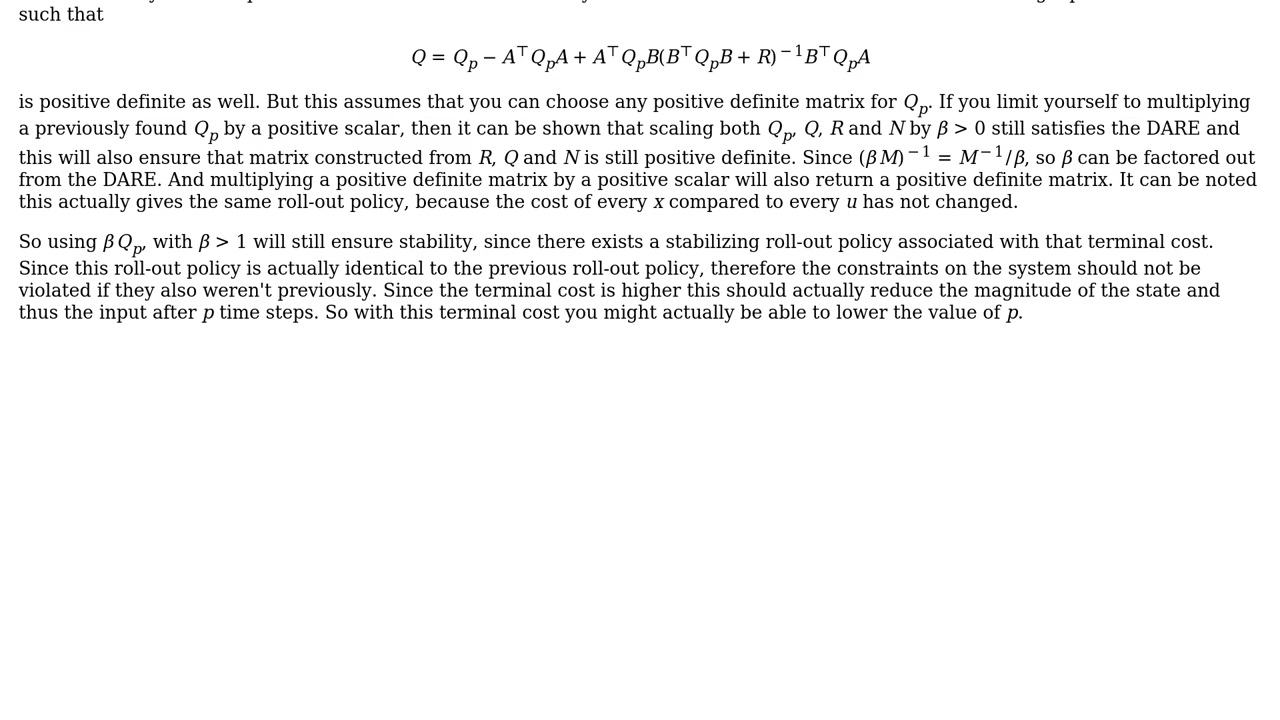 such that
Q = Q_p − A^⊤Q_pA + A^⊤Q_pB(B^⊤Q_pB + R)^{−1}B^⊤Q_pA
is positive definite as well. But this assumes that you can choose any positive definite matrix for Q_p. If you limit yourself to multiplying
a previously found Q_p by a positive scalar, then it can be shown that scaling both Q_p, Q, R and N by β > 0 still satisfies the DARE and
this will also ensure that matrix constructed from R, Q and N is still positive definite. Since (β M)^{−1} = M^{−1}/β, so β can be factored out
from the DARE. And multiplying a positive definite matrix by a positive scalar will also return a positive definite matrix. It can be noted
this actually gives the same roll-out policy, because the cost of every x compared to every u has not changed.
So using β Q_p, with β > 1 will still ensure stability, since there exists a stabilizing roll-out policy associated with that terminal cost.
Since this roll-out policy is actually identical to the previous roll-out policy, therefore the constraints on the system should not be
violated if they also weren't previously. Since the terminal cost is higher this should actually reduce the magnitude of the state and
thus the input after p time steps. So with this terminal cost you might actually be able to lower the value of p.